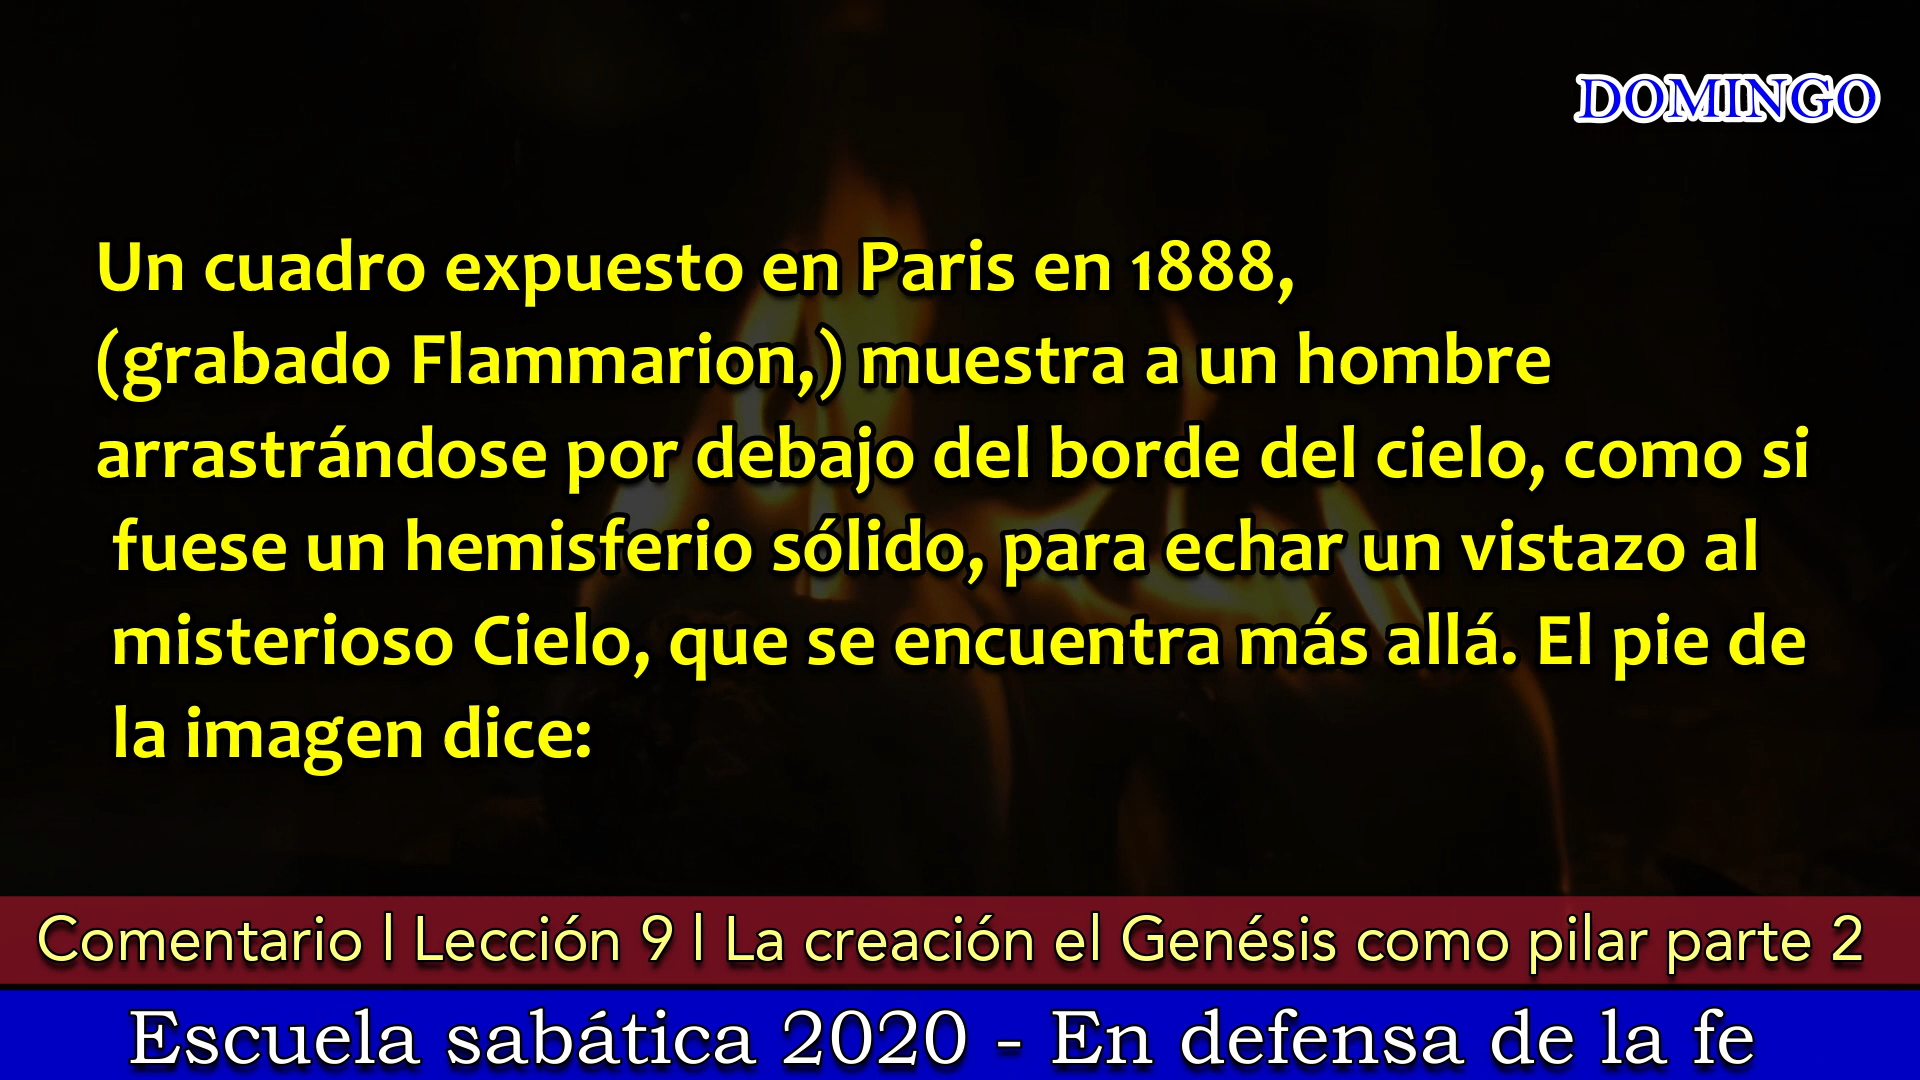 DOMINGO
Un cuadro expuesto en Paris en 1888,
(grabado Flammarion,) muestra a un hombre
arrastrándose por debajo del borde del cielo, como si
fuese un hemisferio sólido, para echar un vistazo al
misterioso Cielo, que se encuentra más allá. El pie de
la imagen dice:
Comentario l Lección 9 l La creación el Genésis como pilar parte 2
Escuela sabática 2020 - En defensa de la fe